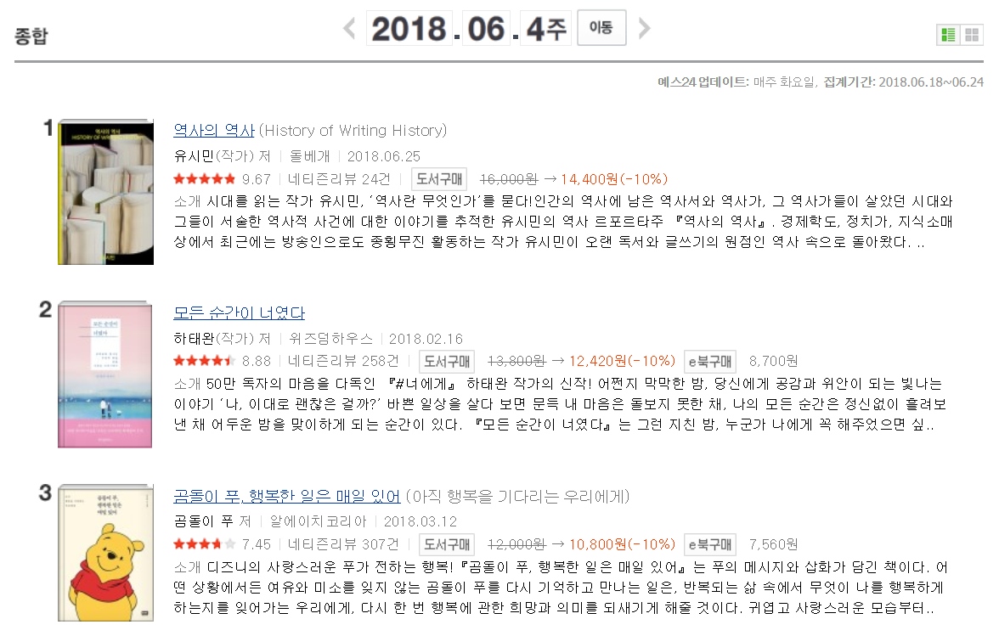 종합
2018 . 06 . 4주 이동
예스24 업데이트: 매주 화요일, 집계기간: 2018.06.18~06.24
1
역사의 역사
HISTORY OF WRITING HISTORY
유시민
역사의 역사 (History of Writing History)
유시민(작가) 저 | 돌베개 | 2018.06.25
9.67 | 네티즌리뷰 24건 | 도서구매 16,000원 → 14,400원(-10%)
소개 시대를 읽는 작가 유시민, ‘역사란 무엇인가’를 묻다!인간의 역사에 남은 역사서와 역사가, 그 역사가들이 살았던 시대와
그들이 서술한 역사적 사건에 대한 이야기를 추적한 유시민의 역사 르포르타주 『역사의 역사』. 경제학도, 정치가, 지식소매
상에서 최근에는 방송인으로도 종횡무진 활동하는 작가 유시민이 오랜 독서와 글쓰기의 원점인 역사 속으로 돌아왔다. ..
2
모든 순간이
너였다
모든 순간이 너였다
하태완(작가) 저 | 위즈덤하우스 | 2018.02.16
8.88 | 네티즌리뷰 258건 | 도서구매 13,800원 → 12,420원(-10%) e북구매 8,700원
소개 50만 독자의 마음을 다독인 『#너에게』 하태완 작가의 신작! 어쩐지 막막한 밤, 당신에게 공감과 위안이 되는 빛나는
이야기 ‘나, 이대로 괜찮은 걸까?’ 바쁜 일상을 살다 보면 문득 내 마음은 돌보지 못한 채, 나의 모든 순간은 정신없이 흘려보
낸 채 어두운 밤을 맞이하게 되는 순간이 있다. 『모든 순간이 너였다』는 그런 지친 밤, 누군가 나에게 꼭 해주었으면 싶..
3
곰돌이 푸,
행복한 일은
매일 있어
곰돌이 푸, 행복한 일은 매일 있어 (아직 행복을 기다리는 우리에게)
곰돌이 푸 저 | 알에이치코리아 | 2018.03.12
7.45 | 네티즌리뷰 307건 | 도서구매 12,000원 → 10,800원(-10%) e북구매 7,560원
소개 디즈니의 사랑스러운 푸가 전하는 행복!『곰돌이 푸, 행복한 일은 매일 있어』는 푸의 메시지와 삽화가 담긴 책이다. 어
떤 상황에서든 여유와 미소를 잊지 않는 곰돌이 푸를 다시 기억하고 만나는 일은, 반복되는 삶 속에서 무엇이 나를 행복하게
하는지를 잊어가는 우리에게, 다시 한 번 행복에 관한 희망과 의미를 되새기게 해줄 것이다. 귀엽고 사랑스러운 모습부터..